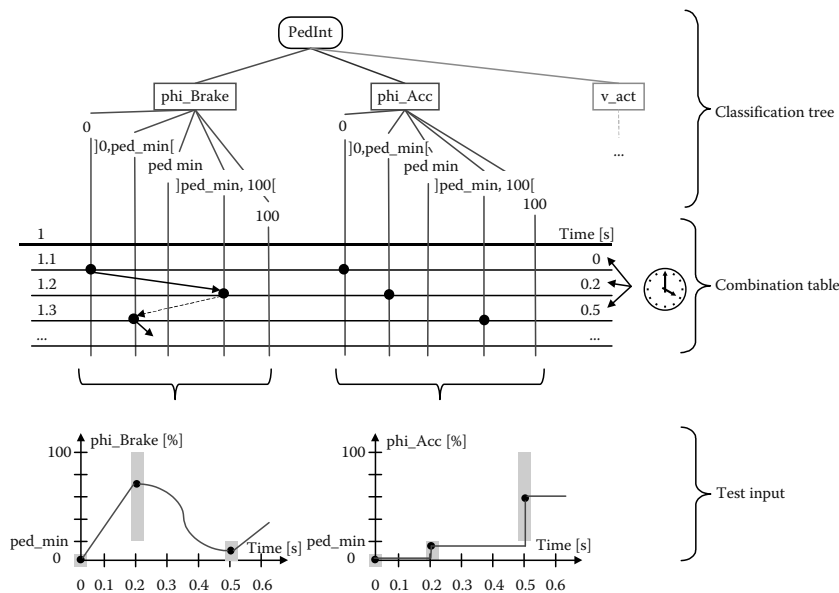 PedInt
phi_Brake
phi_Acc
v_act
Classification tree
0
]0,ped_min[
ped min
]ped_min, 100[
100
0
]0,ped_min[
ped min
]ped_min, 100[
100
...
1
Time [s]
1.1
0
1.2
0.2
1.3
0.5
...
...
Combination table
phi_Brake [%]
100
ped_min
0
Time [s]
0 0.1 0.2 0.3 0.4 0.5 0.6
phi_Acc [%]
100
ped_min
0
Time [s]
0 0.1 0.2 0.3 0.4 0.5 0.6
Test input